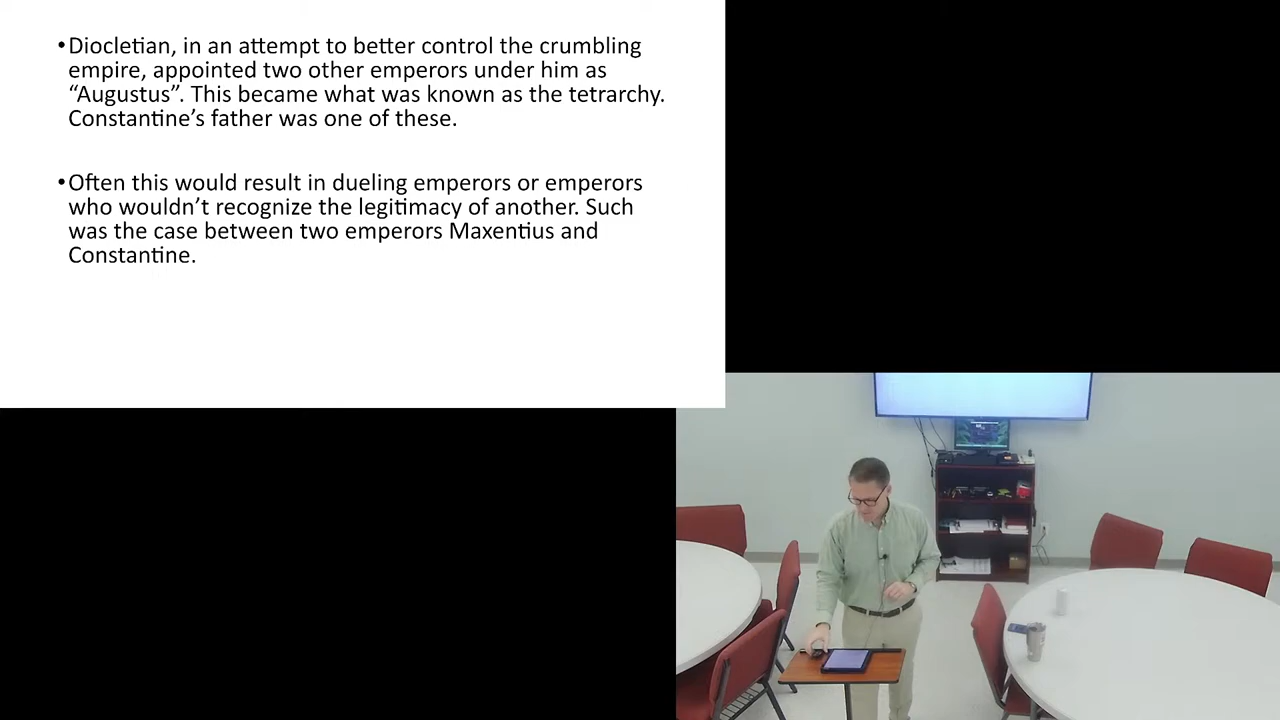 •Diocletian, in an attempt to better control the crumbling
empire, appointed two other emperors under him as
“Augustus”. This became what was known as the tetrarchy.
Constantine’s father was one of these.
•Often this would result in dueling emperors or emperors
who wouldn’t recognize the legitimacy of another. Such
was the case between two emperors Maxentius and
Constantine.